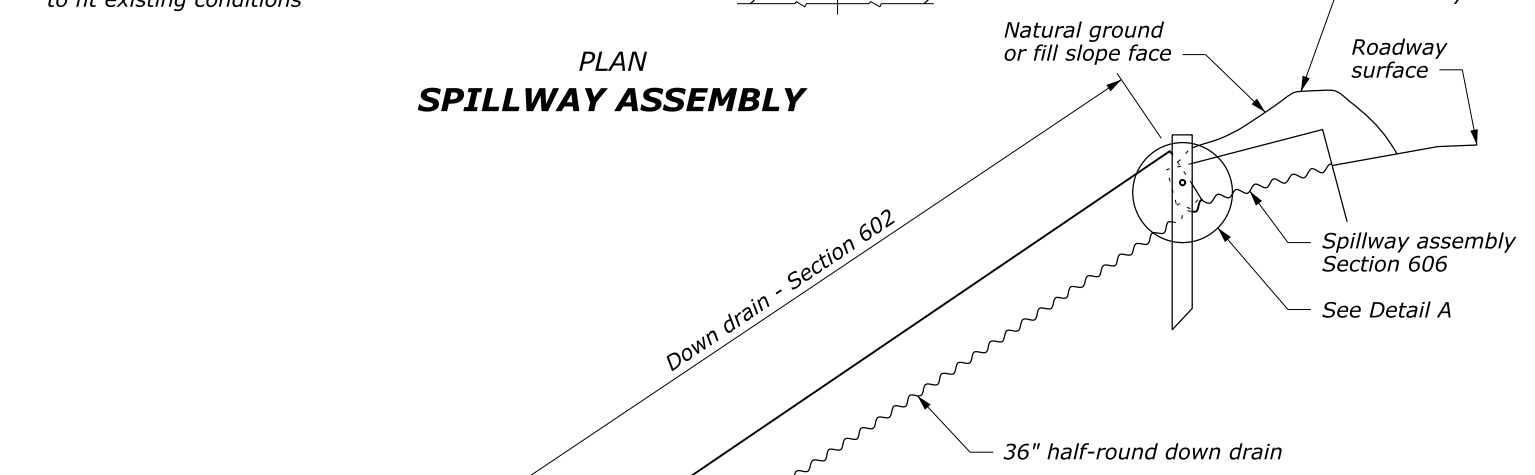 to fit existing conditions
PLAN
SPILLWAY ASSEMBLY
Natural ground
or fill slope face
Roadway
surface
Down drain - Section 602
Spillway assembly
Section 606
See Detail A
36" half-round down drain